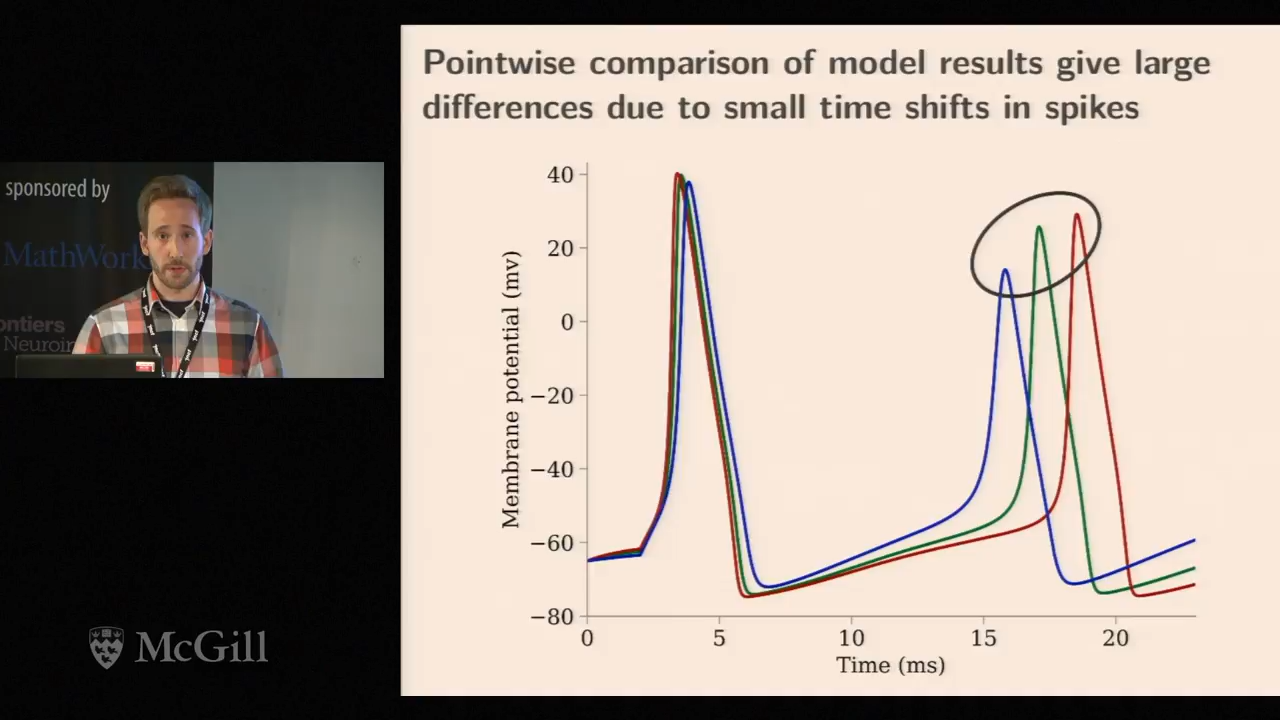 Pointwise comparison of model results give large
differences due to small time shifts in spikes
sponsored by
MathWork
ontiers
Neuroin
McGill
Membrane potential (mv)
40
20
0
−20
−40
−60
−80
0
5
10
15
20
Time (ms)